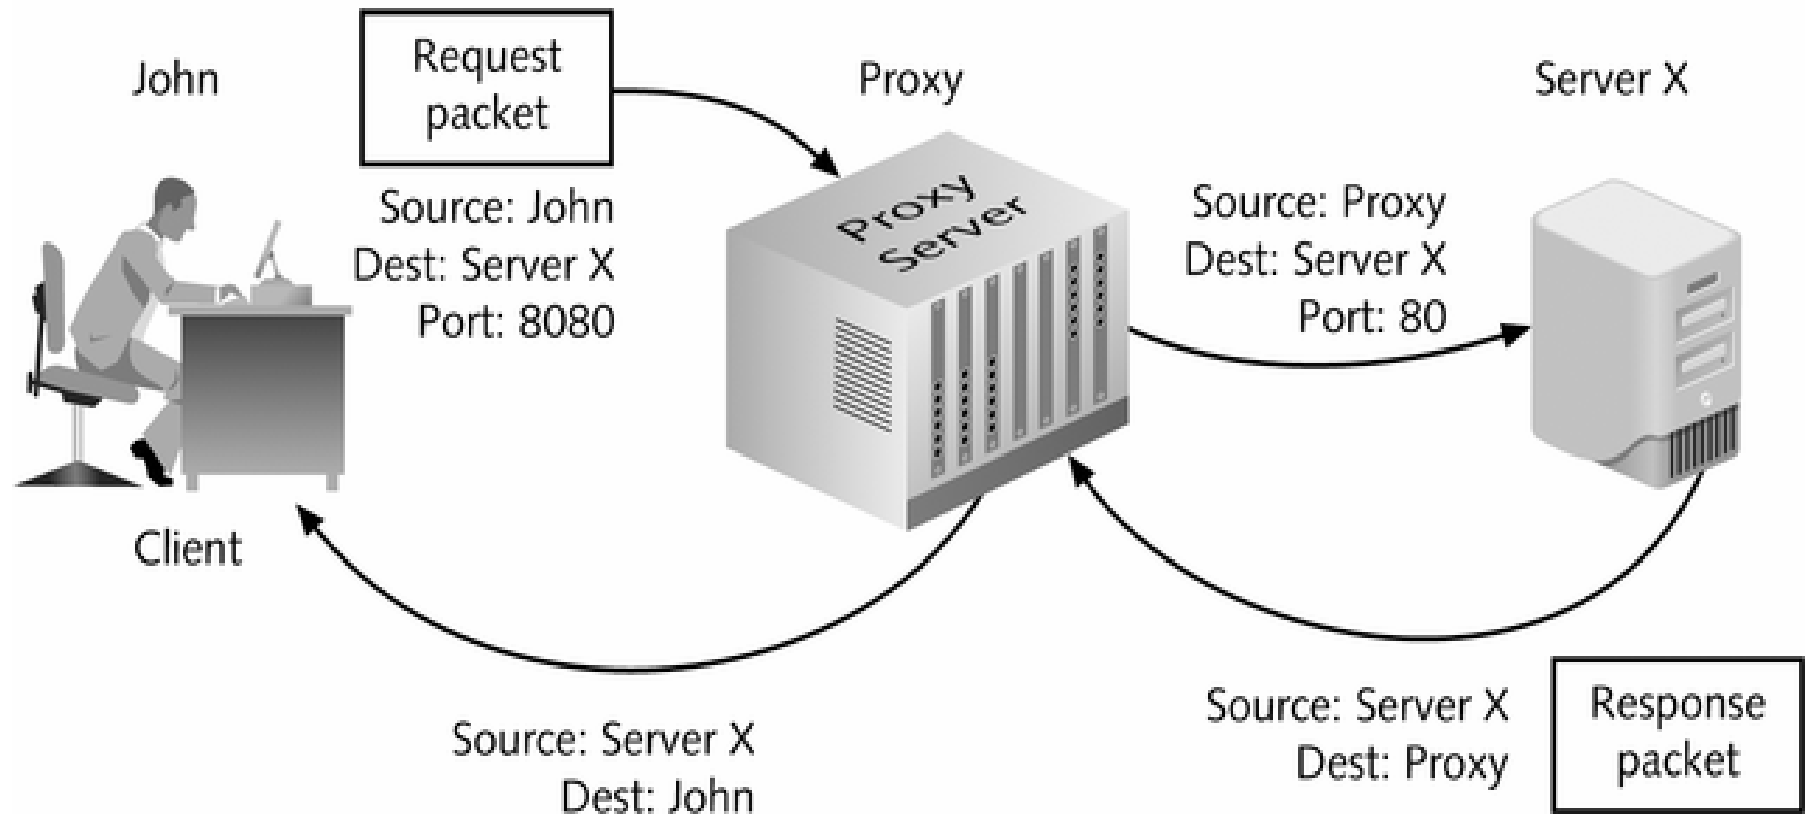 John
Request
packet
Source: John
Dest: Server X
Port: 8080
Client
Proxy
Proxy
Server
Source: Proxy
Dest: Server X
Port: 80
Server X
Source: Server X
Dest: Proxy
Response
packet
Source: Server X
Dest: John